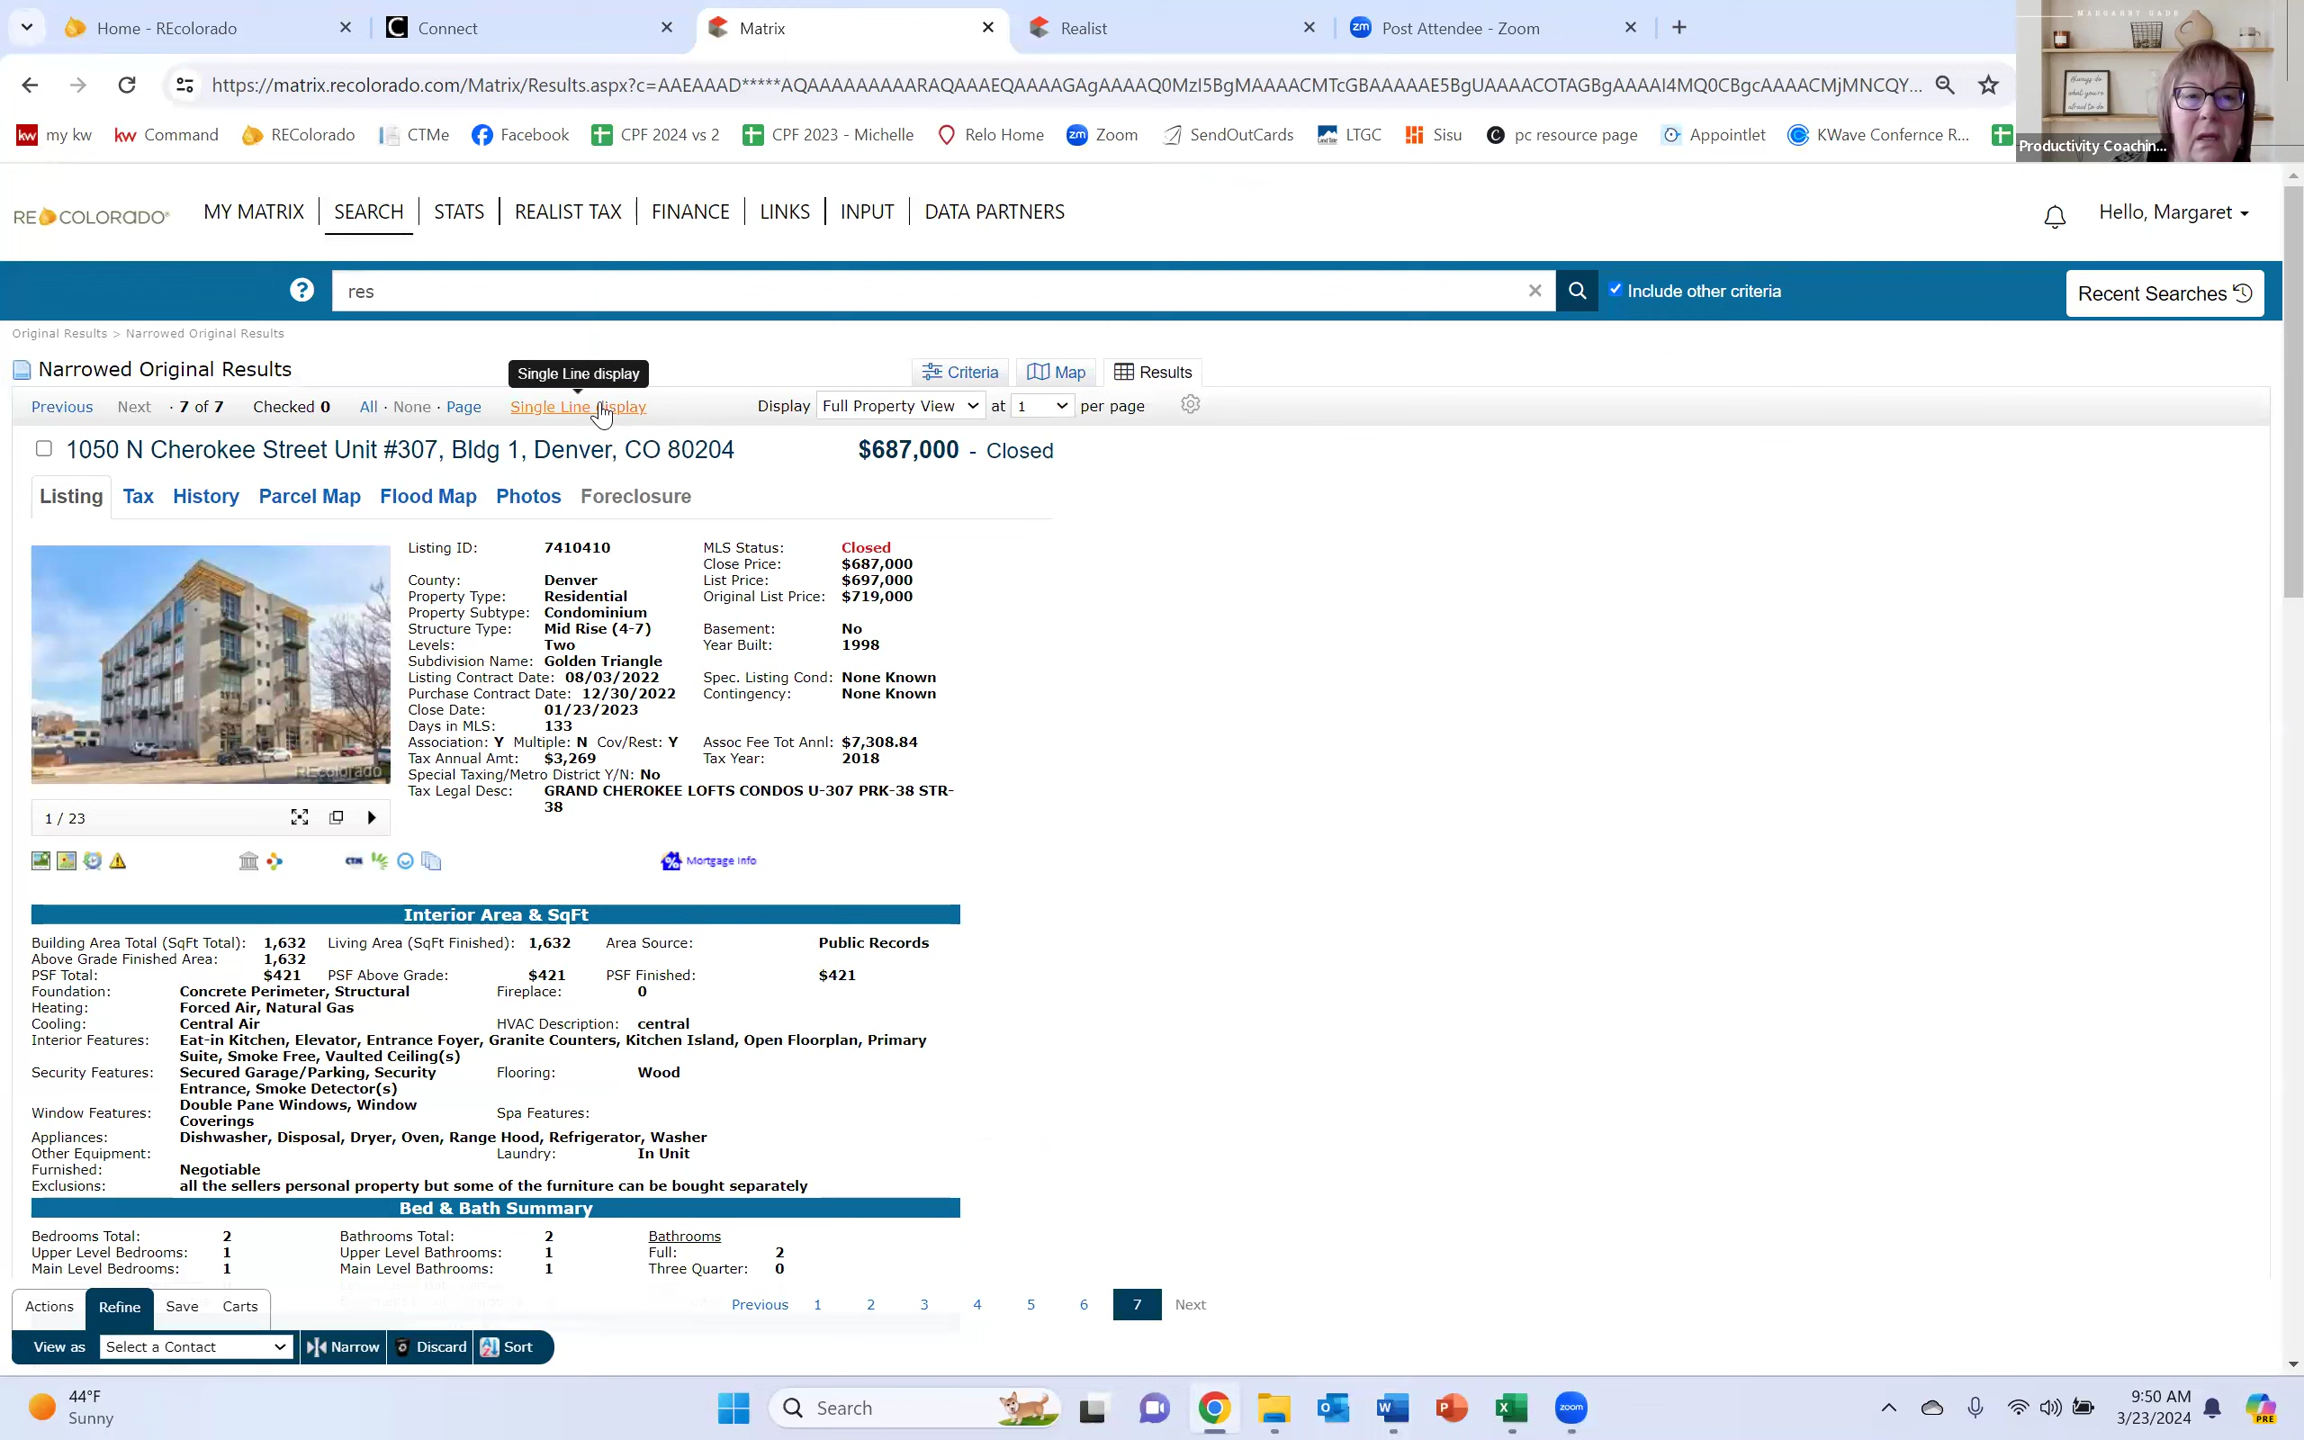 Home - REcolorado
Connect
Matrix
Realist
zm Post Attendee - Zoom
https://matrix.recolorado.com/Matrix/Results.aspx?c=AAEAAAD*****AQAAAAAAAAARAQAAAEQAAAAGAgAAAAQ0MzI5BgMAAAACMTcGBAAAAAE5BgUAAAACOTAGBgAAAAI4MQ0CBgcAAAACMjMNCQY...
kw my kw
kw Command
REColorado
CTMe
Facebook
CPF 2024 vs 2
CPF 2023 - Michelle
Relo Home
zm Zoom
SendOutCards
LTGC
Sisu
pc resource page
Appointlet
KWave Confernce R...
MARGARET GADE
Always do what you're afraid to do
Productivity Coachin...
RECOLORADO
MY MATRIX
SEARCH
STATS
REALIST TAX
FINANCE
LINKS
INPUT
DATA PARTNERS
Hello, Margaret
res
Include other criteria
Recent Searches
Original Results > Narrowed Original Results
Narrowed Original Results
Single Line display
Criteria
Map
Results
Previous Next · 7 of 7 Checked 0 All · None · Page Single Line display Display Full Property View at 1 per page
1050 N Cherokee Street Unit #307, Bldg 1, Denver, CO 80204 $687,000 - Closed
Listing Tax History Parcel Map Flood Map Photos Foreclosure
Listing ID: 7410410 MLS Status: Closed
Close Price: $687,000
County: Denver List Price: $697,000
Property Type: Residential Original List Price: $719,000
Property Subtype: Condominium
Structure Type: Mid Rise (4-7) Basement: No
Levels: Two Year Built: 1998
Subdivision Name: Golden Triangle
Listing Contract Date: 08/03/2022 Spec. Listing Cond: None Known
Purchase Contract Date: 12/30/2022 Contingency: None Known
Close Date: 01/23/2023
Days in MLS: 133
Association: Y Multiple: N Cov/Rest: Y Assoc Fee Tot Annl: $7,308.84
Tax Annual Amt: $3,269 Tax Year: 2018
Special Taxing/Metro District Y/N: No
Tax Legal Desc: GRAND CHEROKEE LOFTS CONDOS U-307 PRK-38 STR-
38
REcolorado
1 / 23
CTM
Mortgage Info
Interior Area & SqFt
Building Area Total (SqFt Total): 1,632 Living Area (SqFt Finished): 1,632 Area Source: Public Records
Above Grade Finished Area: 1,632
PSF Total: $421 PSF Above Grade: $421 PSF Finished: $421
Foundation: Concrete Perimeter, Structural Fireplace: 0
Heating: Forced Air, Natural Gas
Cooling: Central Air HVAC Description: central
Interior Features: Eat-in Kitchen, Elevator, Entrance Foyer, Granite Counters, Kitchen Island, Open Floorplan, Primary
Suite, Smoke Free, Vaulted Ceiling(s)
Security Features: Secured Garage/Parking, Security Flooring: Wood
Entrance, Smoke Detector(s)
Window Features: Double Pane Windows, Window Spa Features:
Coverings
Appliances: Dishwasher, Disposal, Dryer, Oven, Range Hood, Refrigerator, Washer
Other Equipment: Laundry: In Unit
Furnished: Negotiable
Exclusions: all the sellers personal property but some of the furniture can be bought separately
Bed & Bath Summary
Bedrooms Total: 2 Bathrooms Total: 2 Bathrooms
Upper Level Bedrooms: 1 Upper Level Bathrooms: 1 Full: 2
Main Level Bedrooms: 1 Main Level Bathrooms: 1 Three Quarter: 0
Actions Refine Save Carts
Previous 1 2 3 4 5 6 7 Next
View as Select a Contact Narrow Discard Sort
44°F
Sunny
Search
zoom
PRE
9:50 AM
3/23/2024